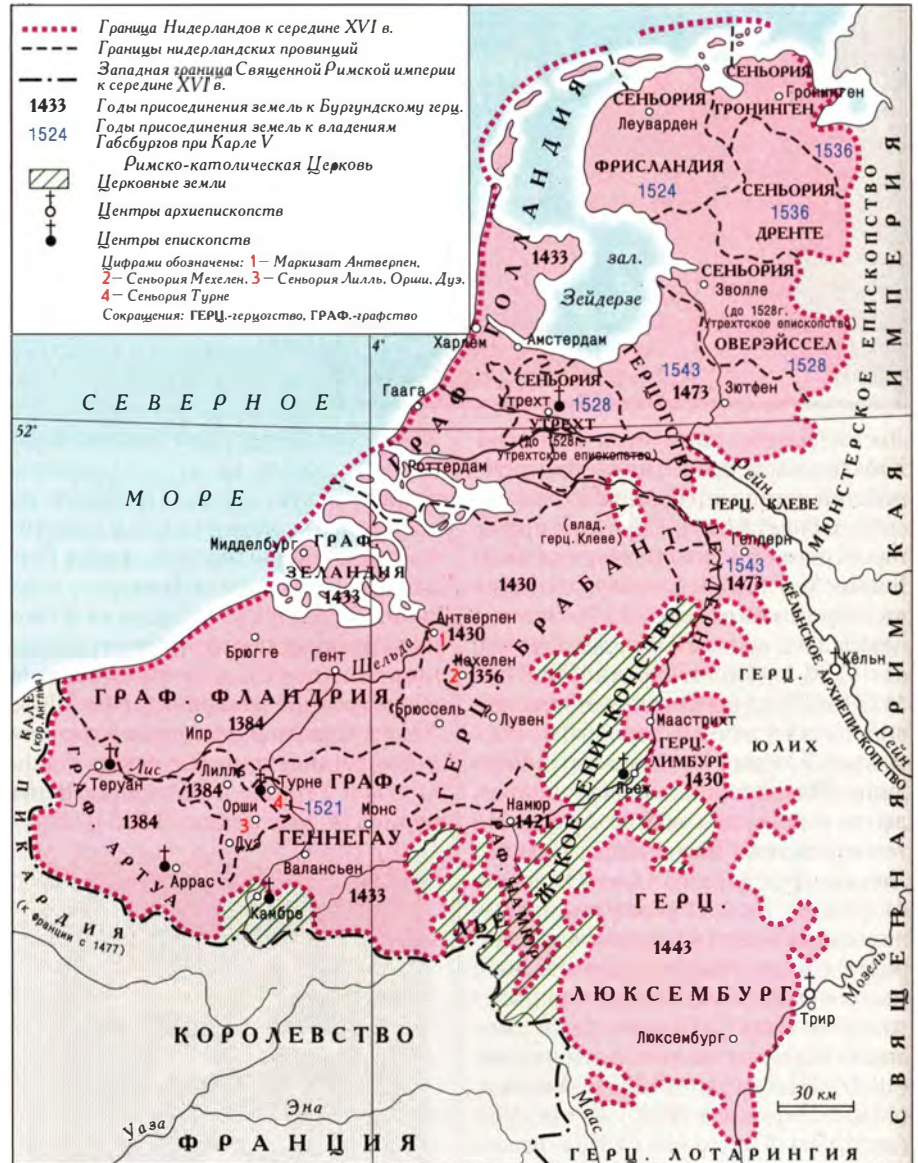 Граница Нидерландов к середине XVI в.
Границы нидерландских провинций
Западная граница Священной Римской империи
к середине XVI в.
1433
Годы присоединения земель к Бургундскому герц.
1524
Годы присоединения земель к владениям
Габсбургов при Карле V
Римско-католическая Церковь
Церковные земли
Центры архиепископств
Центры епископств
Цифрами обозначены: 1 – Маркизат Антверпен,
2 – Сеньория Мехелен, 3 – Сеньория Лилль, Орши, Дуэ,
4 – Сеньория Турне
Сокращения: ГЕРЦ.-герцогство, ГРАФ.-графство
СЕНЬОРИЯ
ГРОНИНГЕН
Гронинген
1536
СЕНЬОРИЯ
Леуварден
ФРИСЛАНДИЯ
1524
СЕНЬОРИЯ
1536
ДРЕНТЕ
ГРАФ. ГОЛЛАНДИЯ
1433
зал.
Зейдерзе
СЕНЬОРИЯ
Зволле
(до 1528г.
Утрехтское епископство)
ОВЕРЭЙССЕЛ
1528
Харлем
Амстердам
4°
52°
ГЕРЦОГСТВО ГЕЛДЕРН
1543
1473
Зютфен
Гаага
СЕНЬОРИЯ
Утрехт
1528
УТРЕХТ
(до 1528г.
Утрехтское епископство)
СЕВЕРНОЕ
МОРЕ
Роттердам
Рейн
ГЕРЦ. КЛЕВЕ
МЮНСТЕРСКОЕ ЕПИСКОПСТВО
СВЯЩЕННАЯ РИМСКАЯ ИМПЕРИЯ
(влад.
герц.Клеве)
Гелдерн
1543
1473
Мидделбург
ГРАФ.
ЗЕЛАНДИЯ
1433
1430
ГЕРЦ. БРАБАНТ
Антверпен
1
1430
Мехелен
2
1356
Брюгге
Гент
Шельда
ГРАФ. ФЛАНДРИЯ
1384
Ипр
Брюссель
Лувен
КЁЛЬНСКОЕ АРХИЕПИСКОПСТВО
Кёльн
Рейн
ГЕРЦ.
ЮЛИХ
Маастрихт
ГЕРЦ.
ЛИМБУРГ
1430
Льеж
ЛЬЕЖСКОЕ ЕПИСКОПСТВО
КАЛЕ
(кор.Англия)
Теруан
Лис
ГРАФ. АРТУА
1384
Лилль
1384
Турне
4
1521
Орши
3
Дуэ
ГРАФ.
ГЕННЕГАУ
Монс
Валансьен
1433
Аррас
Камбре
Намюр
1421
ГРАФ. НАМЮР
ПИКАРДИЯ
(к Франции с 1477)
ГЕРЦ.
1443
ЛЮКСЕМБУРГ
Люксембург
Трир
Мозель
КОРОЛЕВСТВО
ФРАНЦИЯ
Уаза
Эна
Маас
30 км
ГЕРЦ. ЛОТАРИНГИЯ